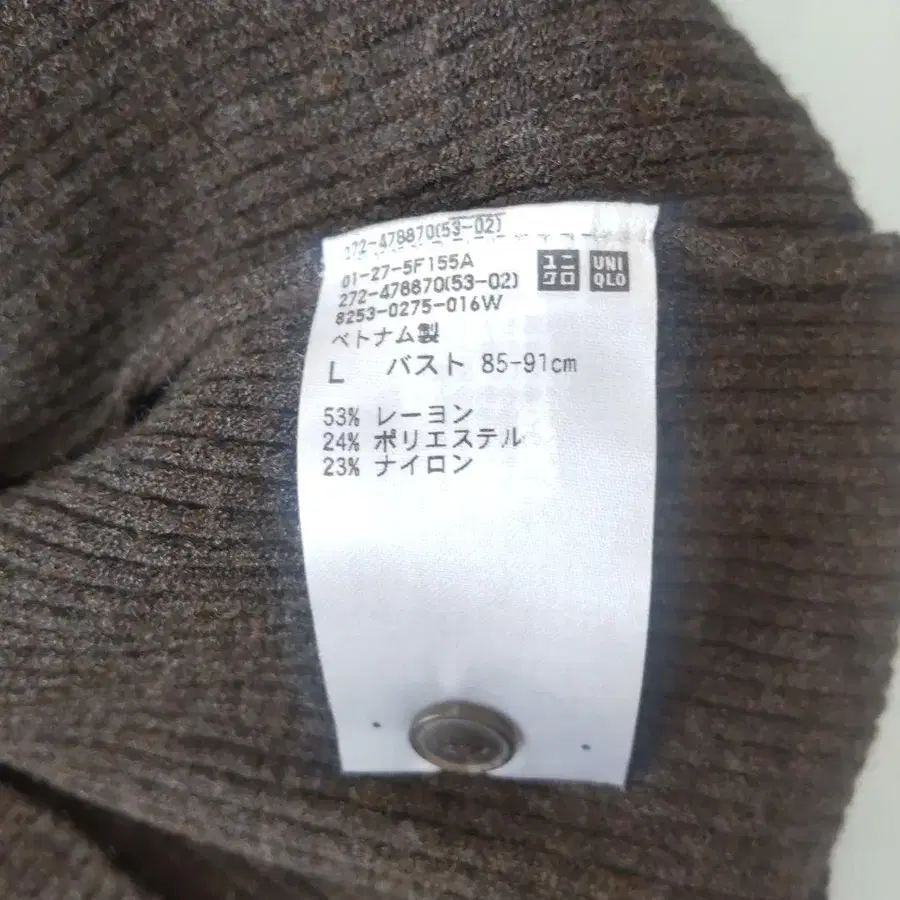 272-478870(53-02)
01-27-5F155A
272-478870(53-02)
8253-0275-016W
ベトナム製
L バスト 85-91cm
53% レーヨン
24% ポリエステル
23% ナイロン
ユニ
クロ
UNI
QLO